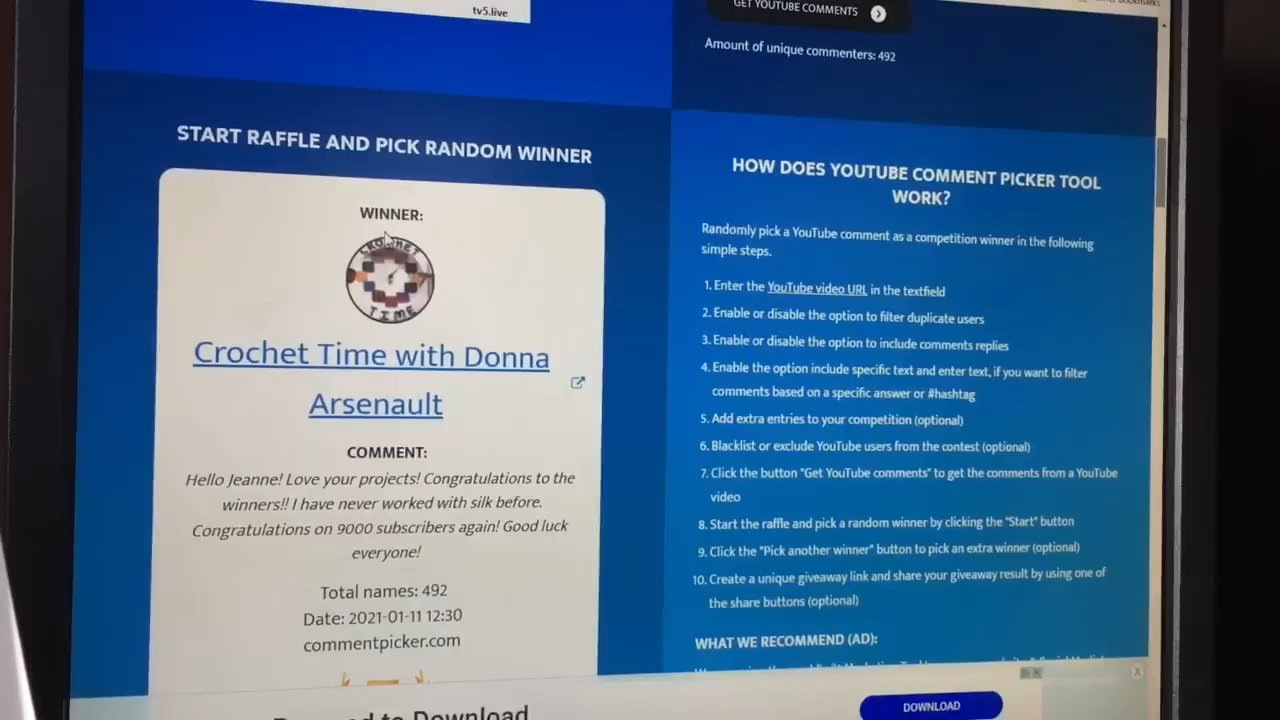 tv5.live
GET YOUTUBE COMMENTS
Amount of unique commenters: 492
START RAFFLE AND PICK RANDOM WINNER
WINNER:
CROCHET
TIME
Crochet Time with Donna
Arsenault
COMMENT:
Hello Jeanne! Love your projects! Congratulations to the
winners!! I have never worked with silk before.
Congratulations on 9000 subscribers again! Good luck
everyone!
Total names: 492
Date: 2021-01-11 12:30
commentpicker.com
HOW DOES YOUTUBE COMMENT PICKER TOOL
WORK?
Randomly pick a YouTube comment as a competition winner in the following
simple steps.
1. Enter the YouTube video URL in the textfield
2. Enable or disable the option to filter duplicate users
3. Enable or disable the option to include comments replies
4. Enable the option include specific text and enter text, if you want to filter
comments based on a specific answer or #hashtag
5. Add extra entries to your competition (optional)
6. Blacklist or exclude YouTube users from the contest (optional)
7. Click the button "Get YouTube comments" to get the comments from a YouTube
video
8. Start the raffle and pick a random winner by clicking the "Start" button
9. Click the "Pick another winner" button to pick an extra winner (optional)
10. Create a unique giveaway link and share your giveaway result by using one of
the share buttons (optional)
WHAT WE RECOMMEND (AD):
to Download
DOWNLOAD